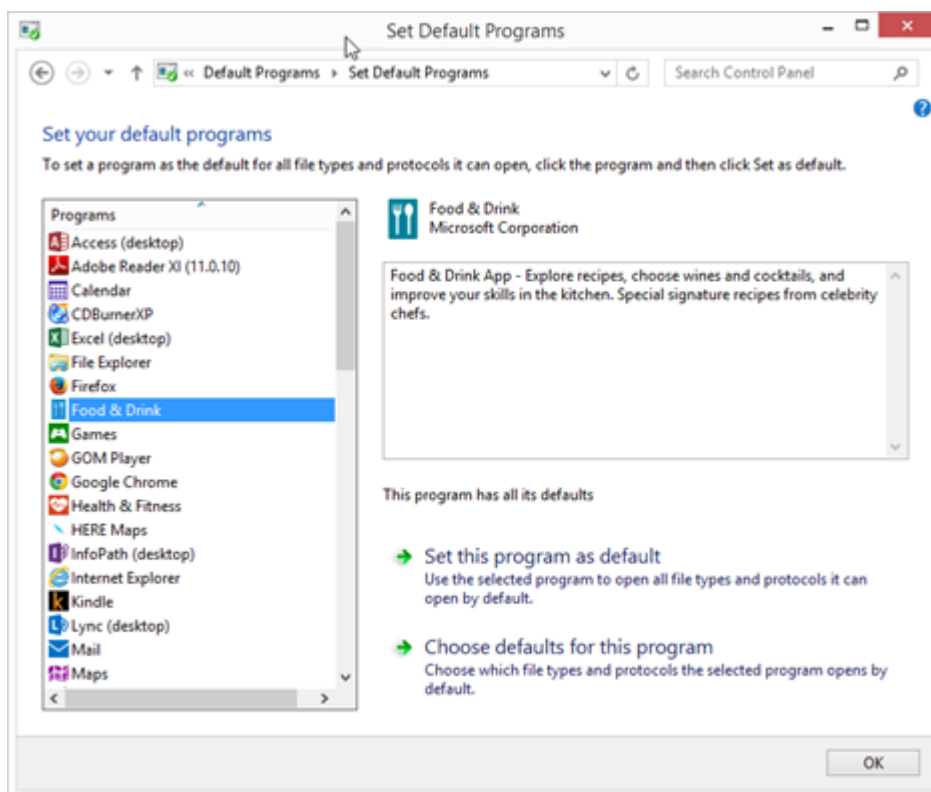 Set Default Programs
« Default Programs › Set Default Programs
Search Control Panel
?
Set your default programs
To set a program as the default for all file types and protocols it can open, click the program and then click Set as default.
Programs
Access (desktop)
Adobe Reader XI (11.0.10)
Calendar
CDBurnerXP
Excel (desktop)
File Explorer
Firefox
Food & Drink
Games
GOM Player
Google Chrome
Health & Fitness
HERE Maps
InfoPath (desktop)
Internet Explorer
Kindle
Lync (desktop)
Mail
Maps
Food & Drink
Microsoft Corporation
Food & Drink App - Explore recipes, choose wines and cocktails, and
improve your skills in the kitchen. Special signature recipes from celebrity
chefs.
This program has all its defaults
Set this program as default
Use the selected program to open all file types and protocols it can
open by default.
Choose defaults for this program
Choose which file types and protocols the selected program opens by
default.
OK